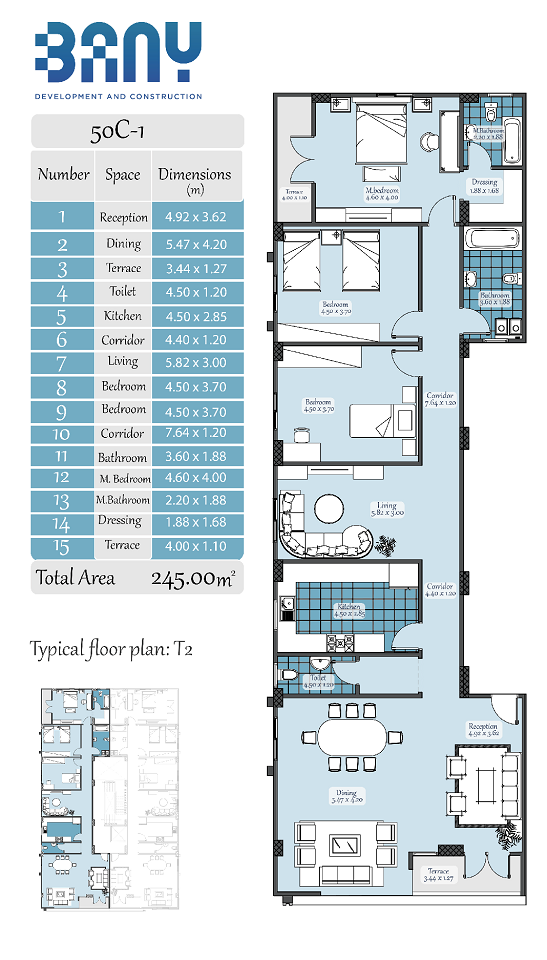 BANY
DEVELOPMENT AND CONSTRUCTION
50C-1
Number Space Dimensions (m)
1 Reception 4.92 x 3.62
2 Dining 5.47 x 4.20
3 Terrace 3.44 x 1.27
4 Toilet 4.50 x 1.20
5 Kitchen 4.50 x 2.85
6 Corridor 4.40 x 1.20
7 Living 5.82 x 3.00
8 Bedroom 4.50 x 3.70
9 Bedroom 4.50 x 3.70
10 Corridor 7.64 x 1.20
11 Bathroom 3.60 x 1.88
12 M. Bedroom 4.60 x 4.00
13 M.Bathroom 2.20 x 1.88
14 Dressing 1.88 x 1.68
15 Terrace 4.00 x 1.10
Total Area 245.00m²
Typical floor plan: T2
M.Bathroom
2.20 x 1.88
Dressing
1.88 x 1.68
Terrace
4.00 x 1.10
M.bedroom
4.60 x 4.00
Bedroom
4.50 x 3.70
Bathroom
3.60 x 1.88
Bedroom
4.50 x 3.70
Corridor
7.64 x 1.20
Living
5.82 x 3.00
Corridor
4.40 x 1.20
Kitchen
4.50 x 2.85
Toilet
4.50 x 1.20
Reception
4.92 x 3.62
Dining
5.47 x 4.20
Terrace
3.44 x 1.27